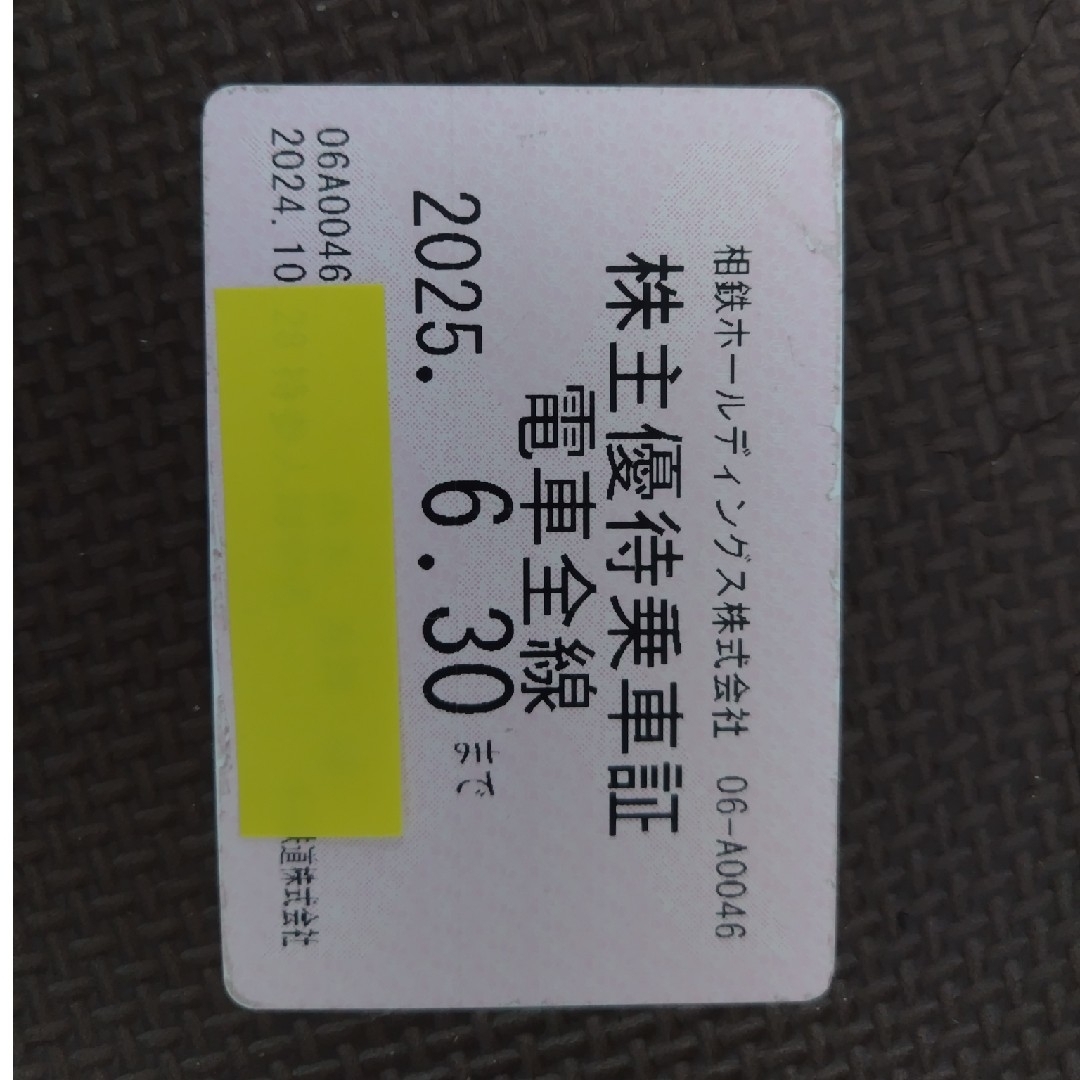 相鉄ホールディングス株式会社 06-A0046
株主優待乗車証
電車全線
2025. 6.30まで
06A0046
2024.10
道株式会社